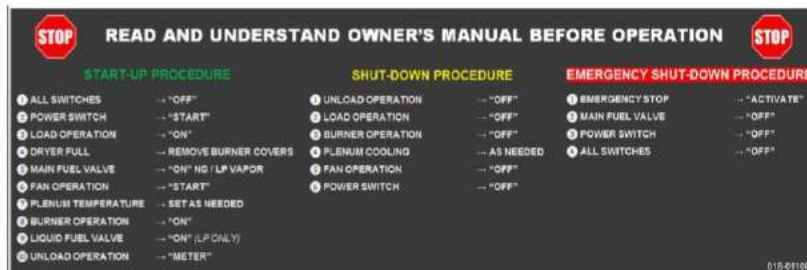 STOP READ AND UNDERSTAND OWNER'S MANUAL BEFORE OPERATION STOP
START-UP PROCEDURE
1 ALL SWITCHES → "OFF"
2 POWER SWITCH → "START"
3 LOAD OPERATION → "ON"
4 DRYER FULL → REMOVE BURNER COVERS
5 MAIN FUEL VALVE → "ON" NG / LP VAPOR
6 FAN OPERATION → "START"
7 PLENUM TEMPERATURE → SET AS NEEDED
8 BURNER OPERATION → "ON"
9 LIQUID FUEL VALVE → "ON" (LP ONLY)
10 UNLOAD OPERATION → "METER"
SHUT-DOWN PROCEDURE
1 UNLOAD OPERATION → "OFF"
2 LOAD OPERATION → "OFF"
3 BURNER OPERATION → "OFF"
4 PLENUM COOLING → AS NEEDED
5 FAN OPERATION → "OFF"
6 POWER SWITCH → "OFF"
EMERGENCY SHUT-DOWN PROCEDURE
1 EMERGENCY STOP → "ACTIVATE"
2 MAIN FUEL VALVE → "OFF"
3 POWER SWITCH → "OFF"
4 ALL SWITCHES → "OFF"